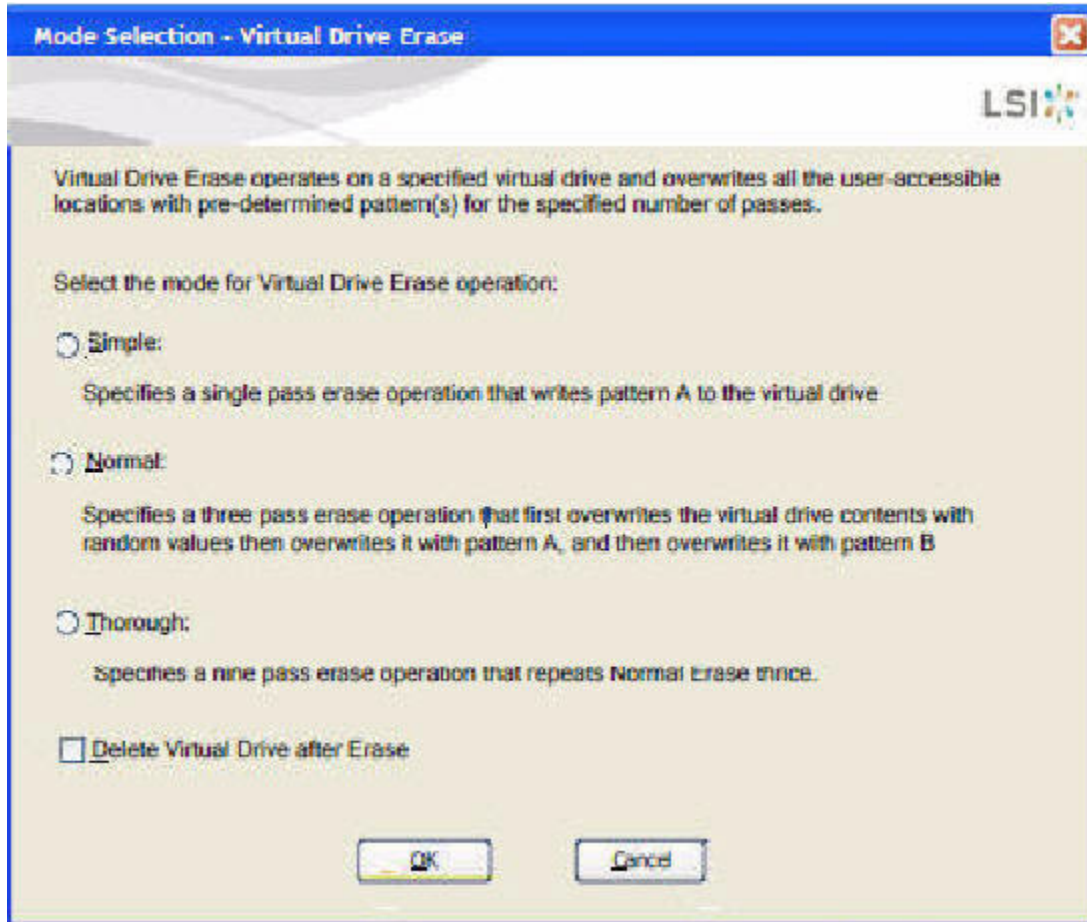 Mode Selection - Virtual Drive Erase
LSI
Virtual Drive Erase operates on a specified virtual drive and overwrites all the user-accessible
locations with pre-determined pattern(s) for the specified number of passes.
Select the mode for Virtual Drive Erase operation:
Simple:
Specifies a single pass erase operation that writes pattern A to the virtual drive
Normal:
Specifies a three pass erase operation that first overwrites the virtual drive contents with
random values then overwrites it with pattern A, and then overwrites it with pattern B
Thorough:
Specifies a nine pass erase operation that repeats Normal Erase thrice.
Delete Virtual Drive after Erase
OK
Cancel